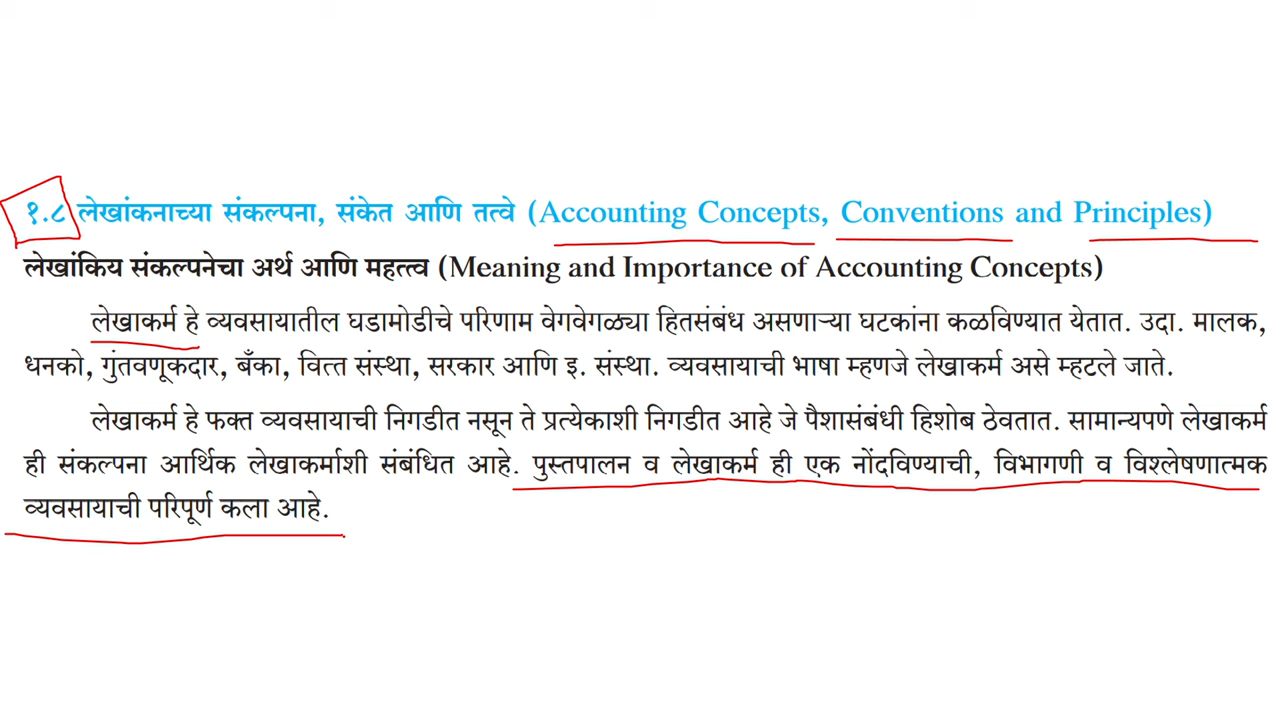 १.८ लेखांकनाच्या संकल्पना, संकेत आणि तत्वे (Accounting Concepts, Conventions and Principles)
लेखांकिय संकल्पनेचा अर्थ आणि महत्त्व (Meaning and Importance of Accounting Concepts)
लेखाकर्म हे व्यवसायातील घडामोडीचे परिणाम वेगवेगळ्या हितसंबंध असणाऱ्या घटकांना कळविण्यात येतात. उदा. मालक,
धनको, गुंतवणूकदार, बँका, वित्त संस्था, सरकार आणि इ. संस्था. व्यवसायाची भाषा म्हणजे लेखाकर्म असे म्हटले जाते.
लेखाकर्म हे फक्त व्यवसायाची निगडीत नसून ते प्रत्येकाशी निगडीत आहे जे पैशासंबंधी हिशोब ठेवतात. सामान्यपणे लेखाकर्म
ही संकल्पना आर्थिक लेखाकर्माशी संबंधित आहे. पुस्तपालन व लेखाकर्म ही एक नोंदविण्याची, विभागणी व विश्लेषणात्मक
व्यवसायाची परिपूर्ण कला आहे.